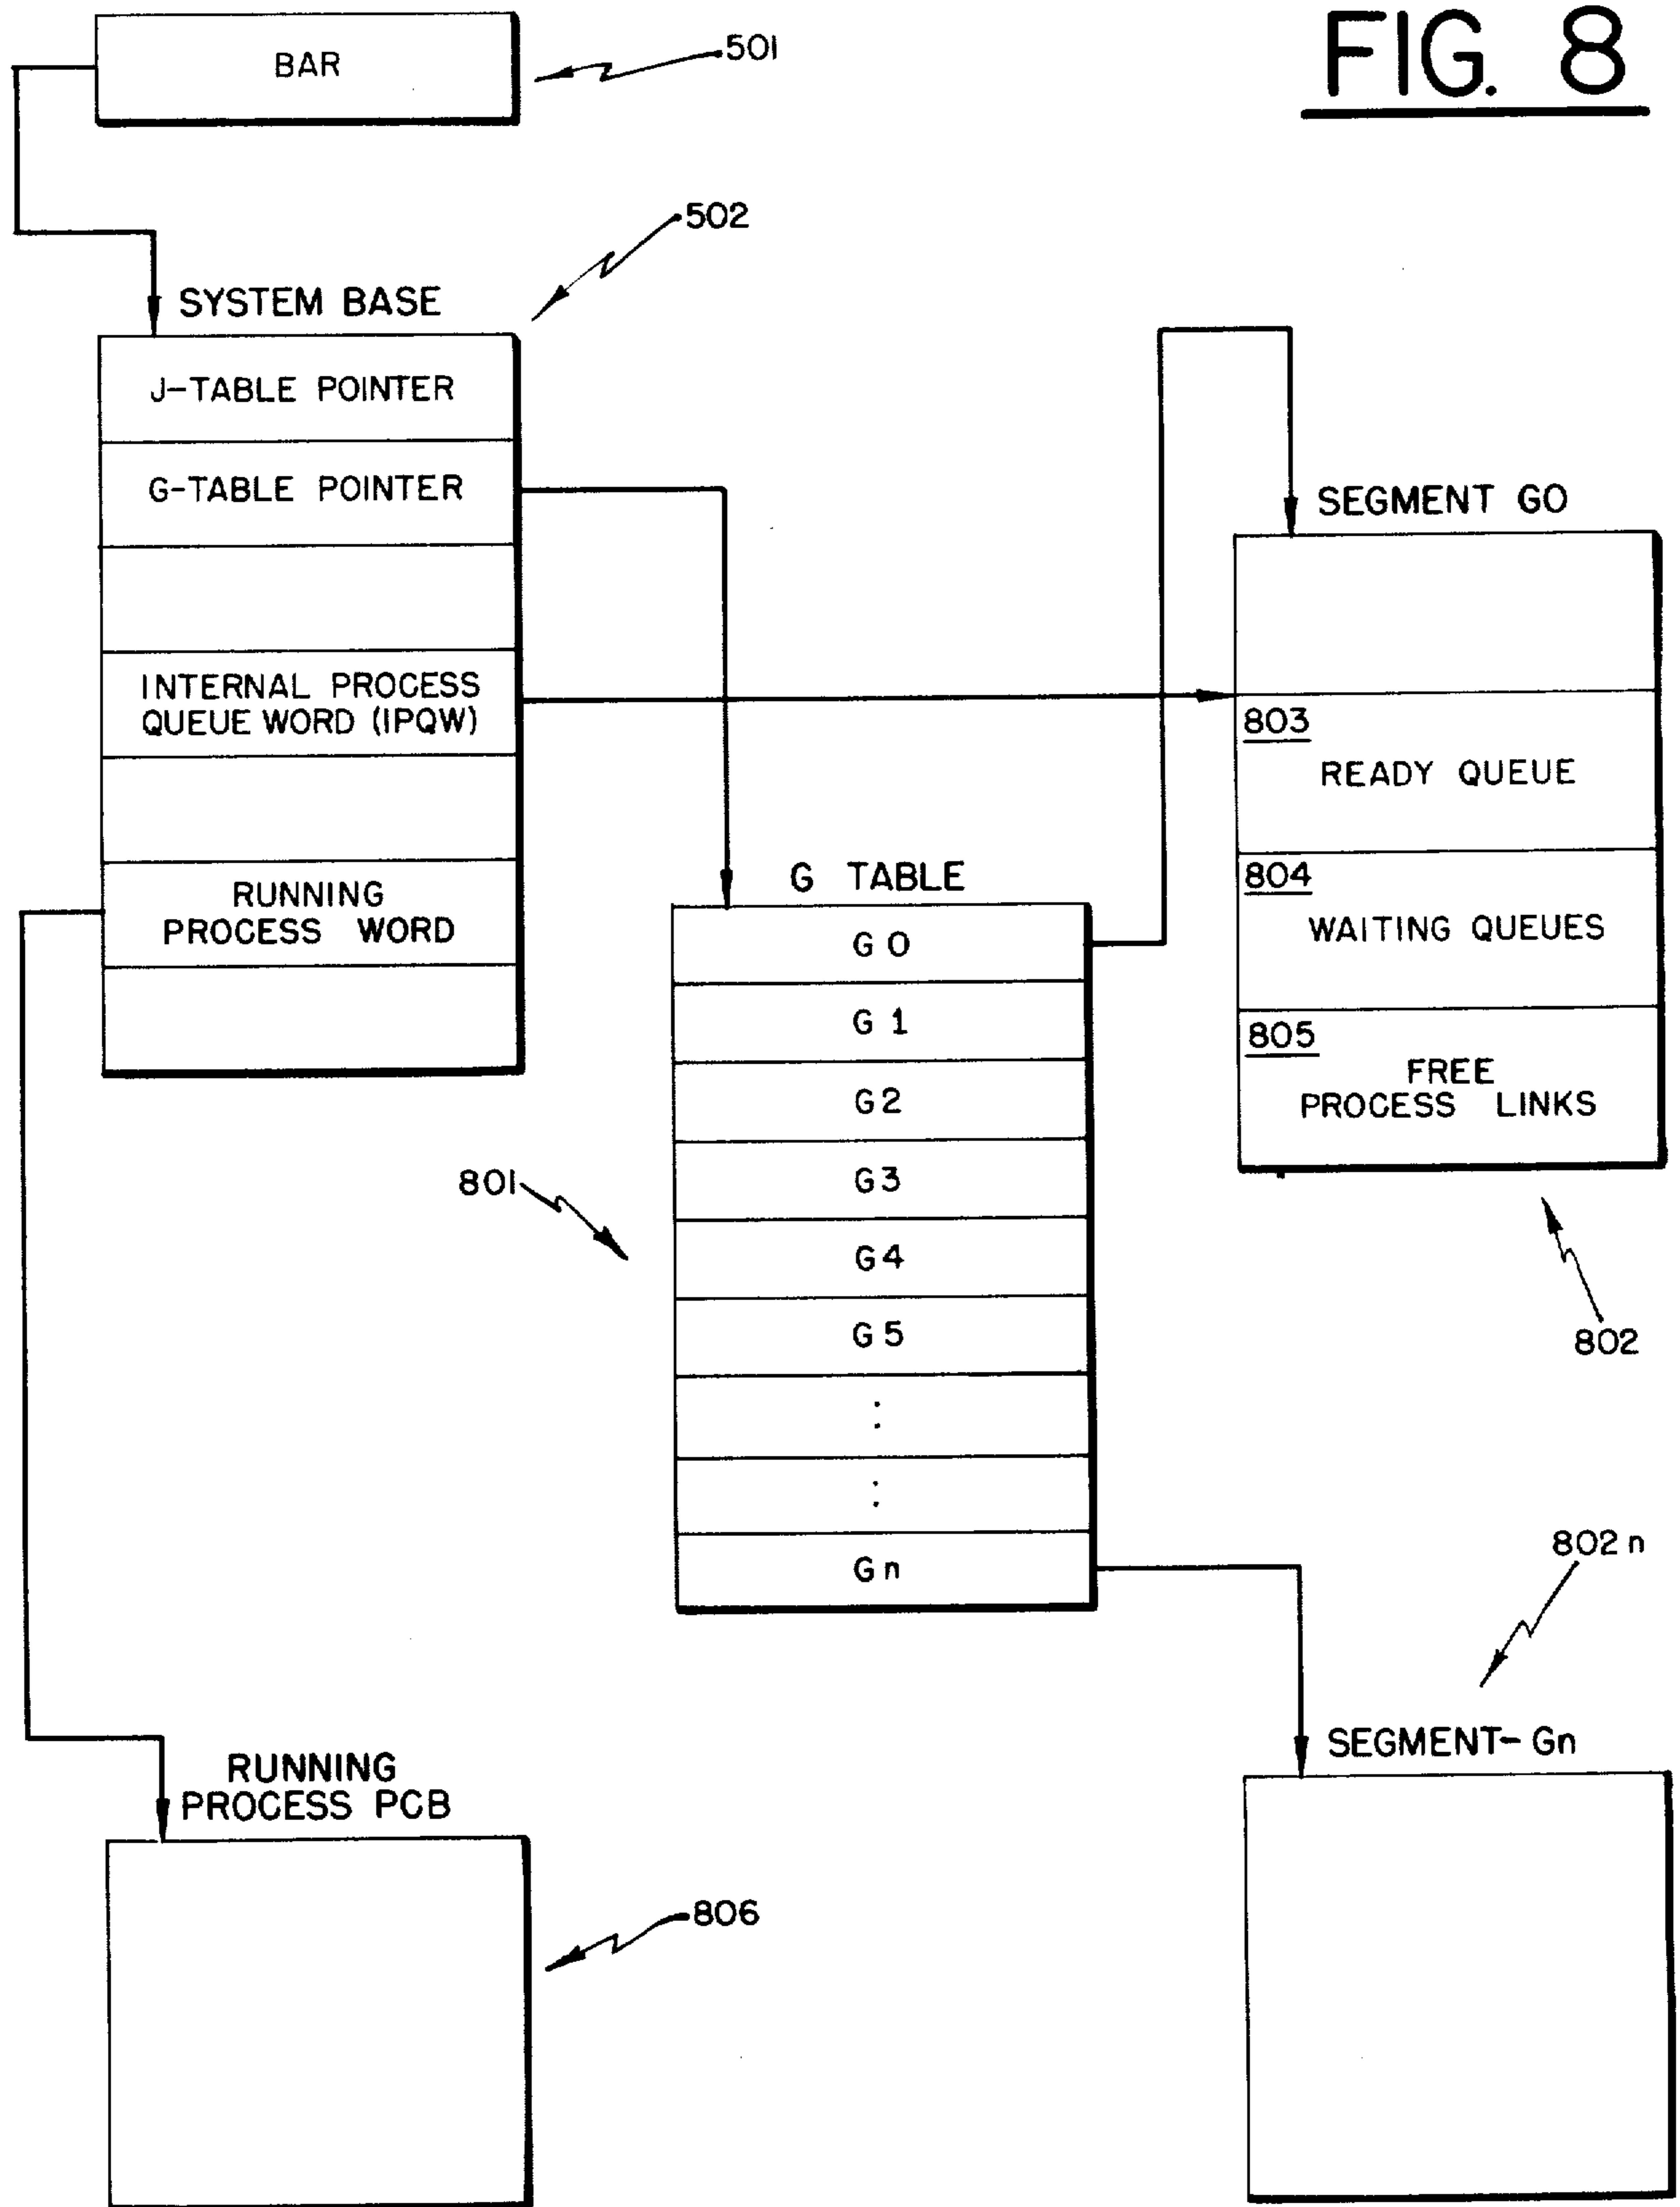 FIG. 8
BAR
501
502
SYSTEM BASE
J-TABLE POINTER
G-TABLE POINTER
INTERNAL PROCESS
QUEUE WORD (IPQW)
RUNNING
PROCESS WORD
SEGMENT G0
803
READY QUEUE
804
WAITING QUEUES
805
FREE
PROCESS LINKS
802
G TABLE
G 0
G 1
G2
G3
G4
G5
:
:
Gn
801
802n
SEGMENT-Gn
RUNNING
PROCESS PCB
806